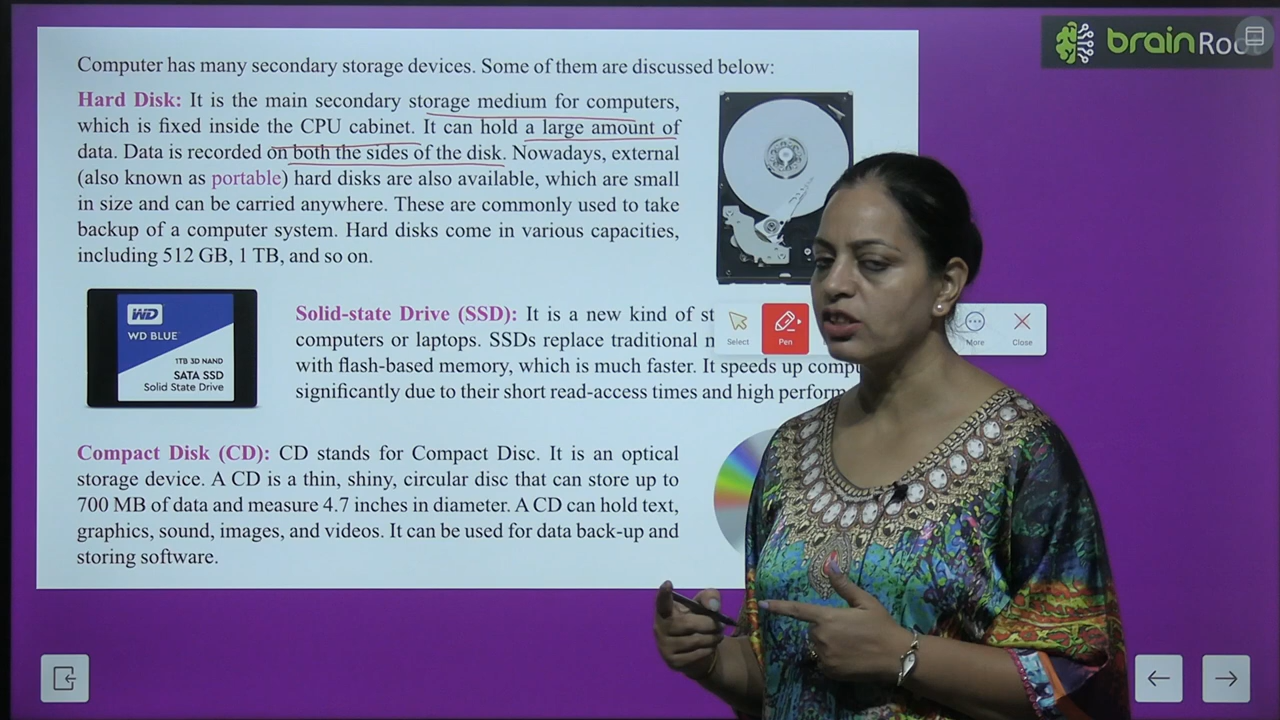 brainRo
Computer has many secondary storage devices. Some of them are discussed below:
Hard Disk: It is the main secondary storage medium for computers,
which is fixed inside the CPU cabinet. It can hold a large amount of
data. Data is recorded on both the sides of the disk. Nowadays, external
(also known as portable) hard disks are also available, which are small
in size and can be carried anywhere. These are commonly used to take
backup of a computer system. Hard disks come in various capacities,
including 512 GB, 1 TB, and so on.
WD
WD BLUE
1TB 3D NAND
SATA SSD
Solid State Drive
Solid-state Drive (SSD): It is a new kind of
computers or laptops. SSDs replace traditional
with flash-based memory, which is much faster. It speeds up
significantly due to their short read-access times and high
Select
Pen
More
Close
Compact Disk (CD): CD stands for Compact Disc. It is an optical
storage device. A CD is a thin, shiny, circular disc that can store up to
700 MB of data and measure 4.7 inches in diameter. A CD can hold text,
graphics, sound, images, and videos. It can be used for data back-up and
storing software.